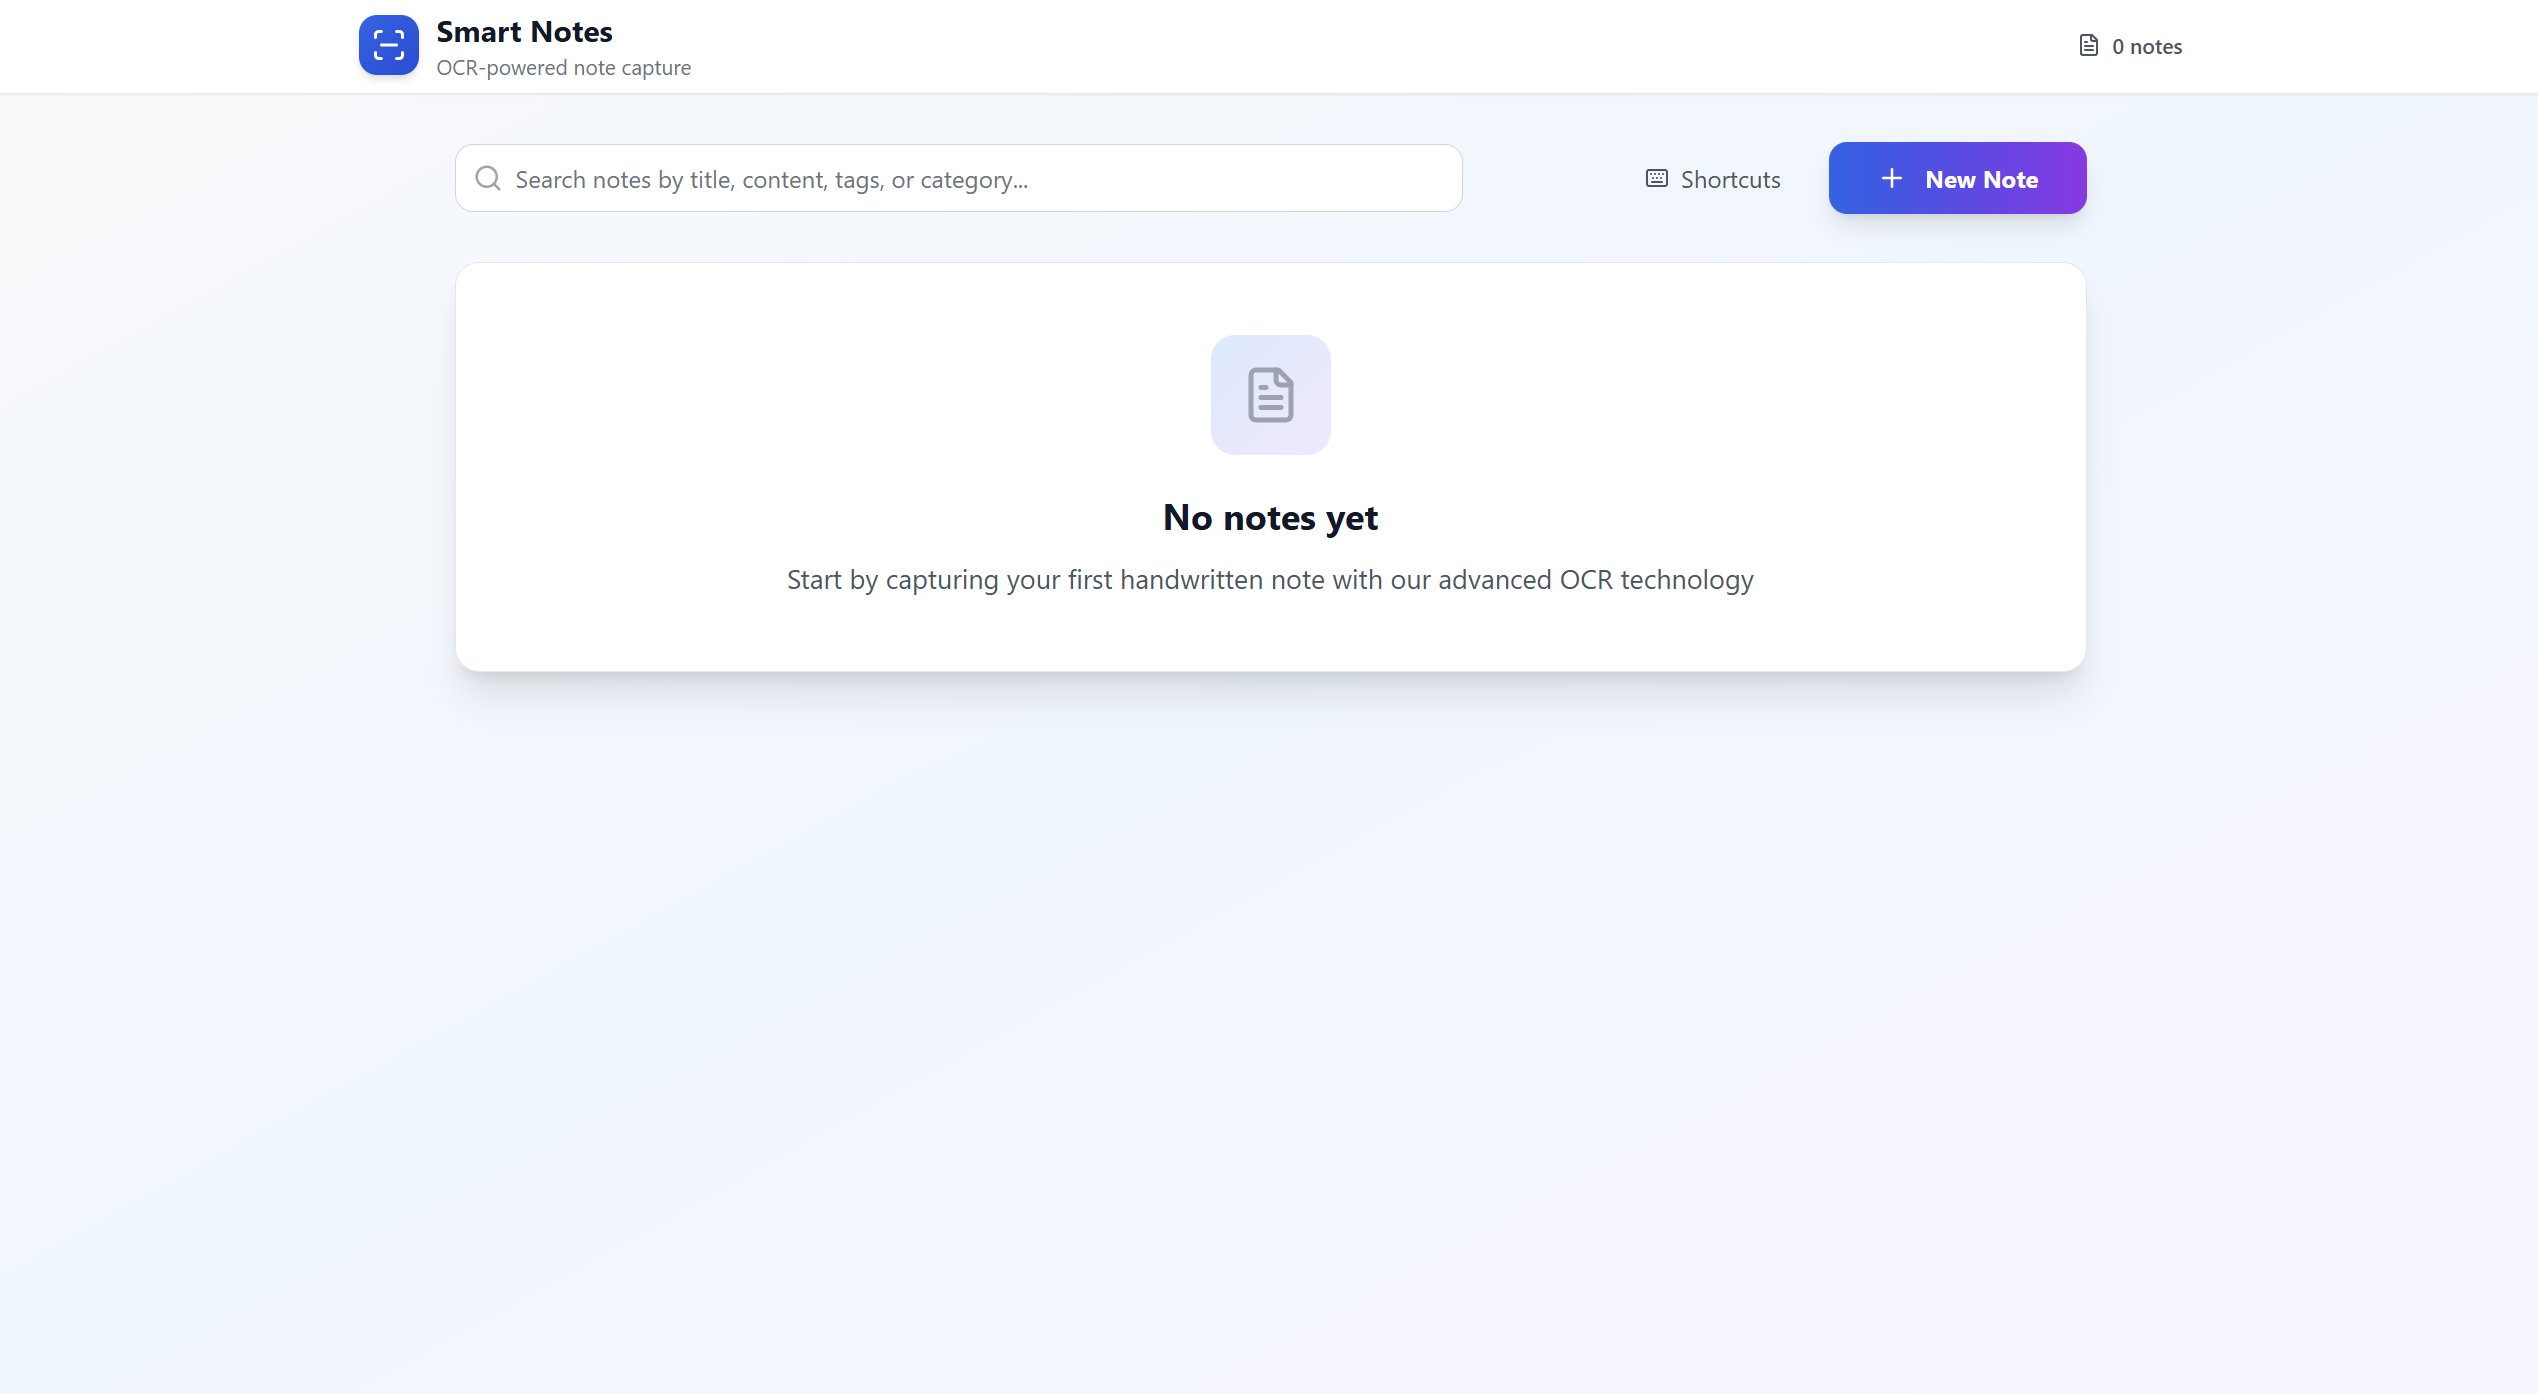 Smart Notes
OCR-powered note capture
0 notes
Search notes by title, content, tags, or category...
Shortcuts
New Note
No notes yet
Start by capturing your first handwritten note with our advanced OCR technology